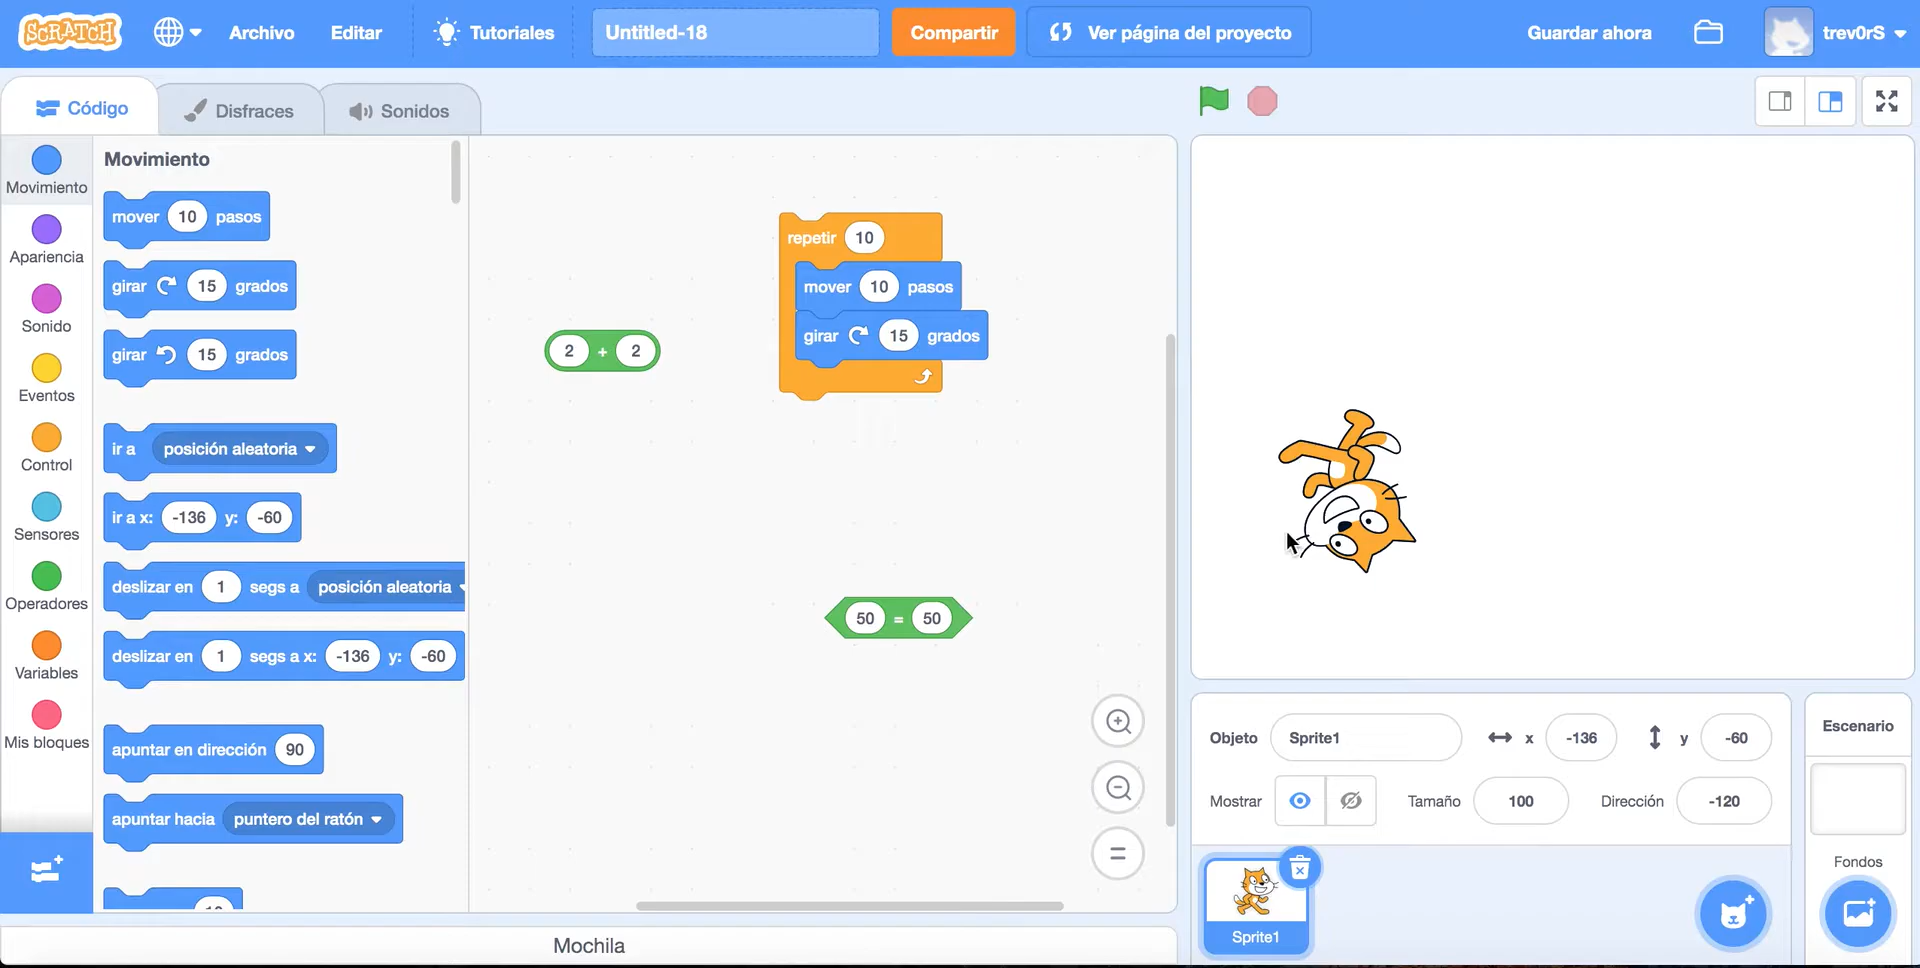 SCRATCH
Archivo
Editar
Tutoriales
Untitled-18
Compartir
Ver página del proyecto
Guardar ahora
trev0rS
Código
Disfraces
Sonidos
Movimiento
Apariencia
Sonido
Eventos
Control
Sensores
Operadores
Variables
Mis bloques
Movimiento
mover 10 pasos
girar 15 grados
girar 15 grados
ir a posición aleatoria
ir a x: -136 y: -60
deslizar en 1 segs a posición aleatoria
deslizar en 1 segs a x: -136 y: -60
apuntar en dirección 90
apuntar hacia puntero del ratón
2 + 2
repetir 10
mover 10 pasos
girar 15 grados
50 = 50
Mochila
Objeto Sprite1 x -136 y -60
Mostrar Tamaño 100 Dirección -120
Sprite1
Escenario
Fondos